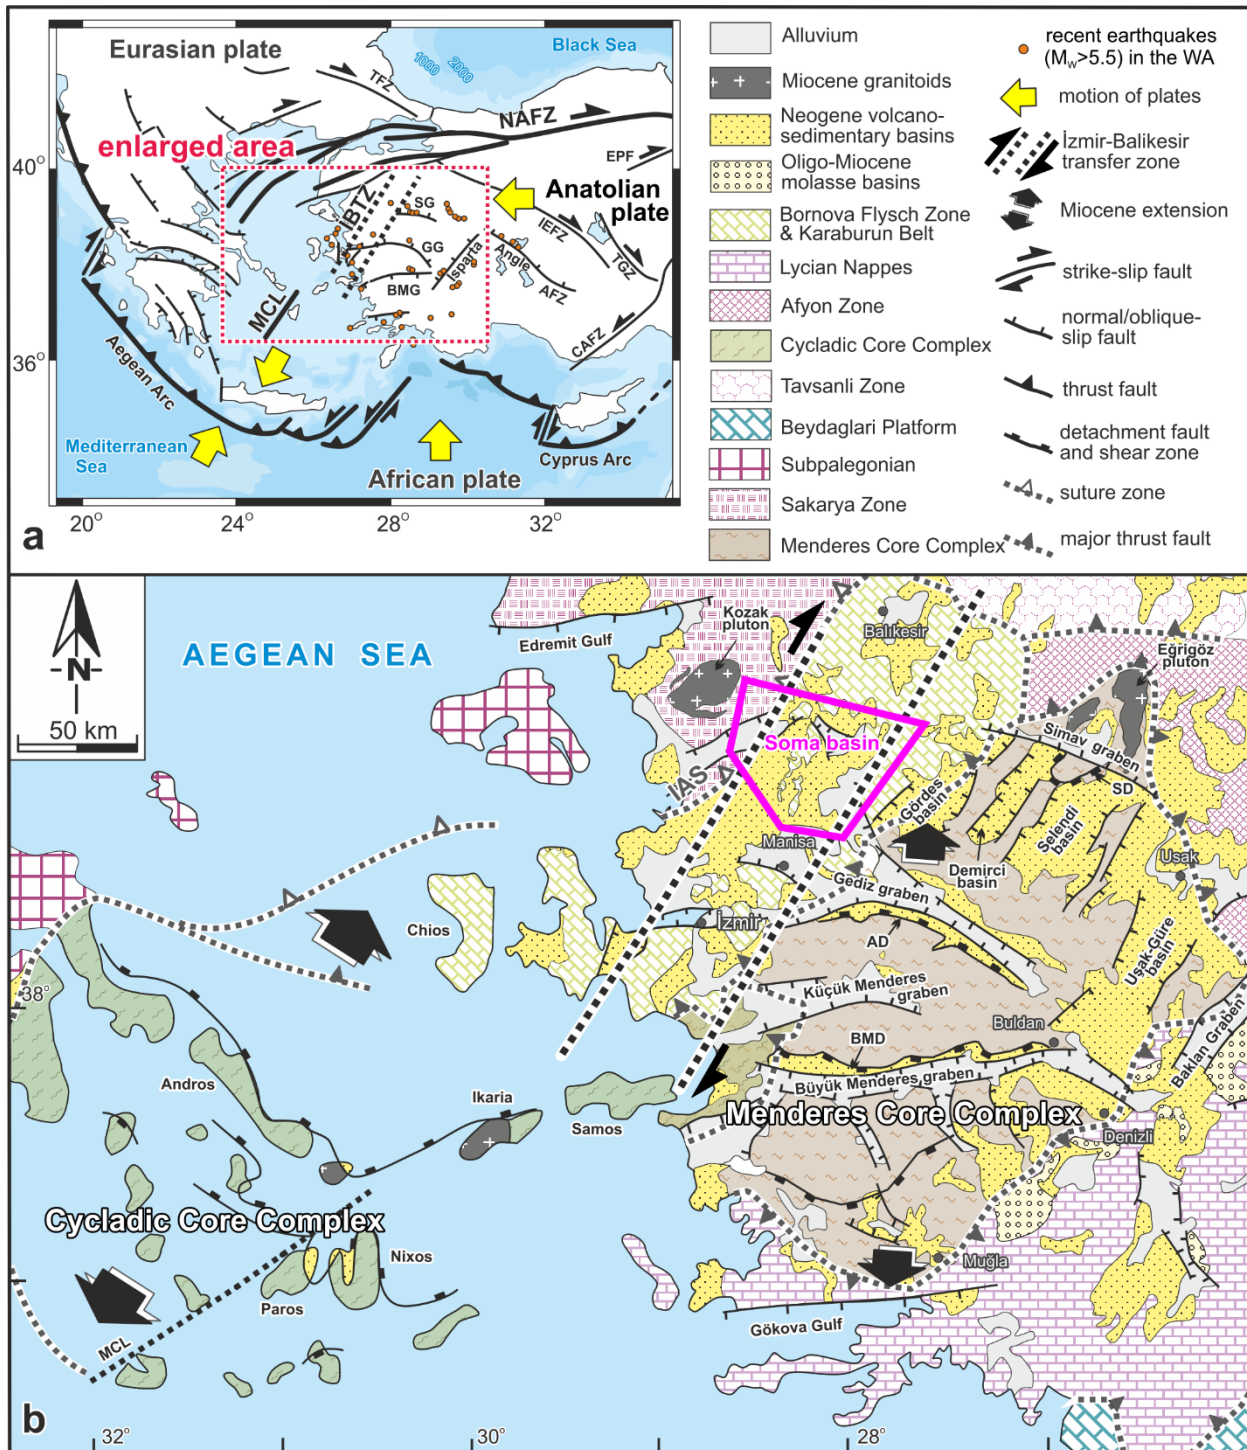 Eurasian plate
Black Sea
1000
2000
TFZ
NAFZ
40°
enlarged area
EPF
Anatolian
plate
IBTZ
SG
IEFZ
GG
Isparta
Angle
TGZ
BMG
AFZ
MCL
CAFZ
36°
Aegean Arc
Mediterranean
Sea
Cyprus Arc
African plate
20°
24°
28°
32°
a
Alluvium
Miocene granitoids
Neogene volcano-
sedimentary basins
Oligo-Miocene
molasse basins
Bornova Flysch Zone
& Karaburun Belt
Lycian Nappes
Afyon Zone
Cycladic Core Complex
Tavsanli Zone
Beydaglari Platform
Subpalegonian
Sakarya Zone
Menderes Core Complex
recent earthquakes
(Mw>5.5) in the WA
motion of plates
İzmir-Balikesir
transfer zone
Miocene extension
strike-slip fault
normal/oblique-
slip fault
thrust fault
detachment fault
and shear zone
suture zone
major thrust fault
N
50 km
AEGEAN SEA
Edremit Gulf
Kozak
pluton
Balıkesir
Eğrigöz
pluton
Soma basin
Simav graben
IAS
SD
Gördes
basin
Selendi
basin
Manisa
Demirci
basin
Usak
Gediz graben
Chios
İzmir
AD
Uşak-Güre
basin
38°
Küçük Menderes
graben
Buldan
BMD
Baklan Graben
Andros
Büyük Menderes graben
Ikaria
Samos
Menderes Core Complex
Denizli
Cycladic Core Complex
Nixos
Muğla
Paros
MCL
Gökova Gulf
b
32°
30°
28°